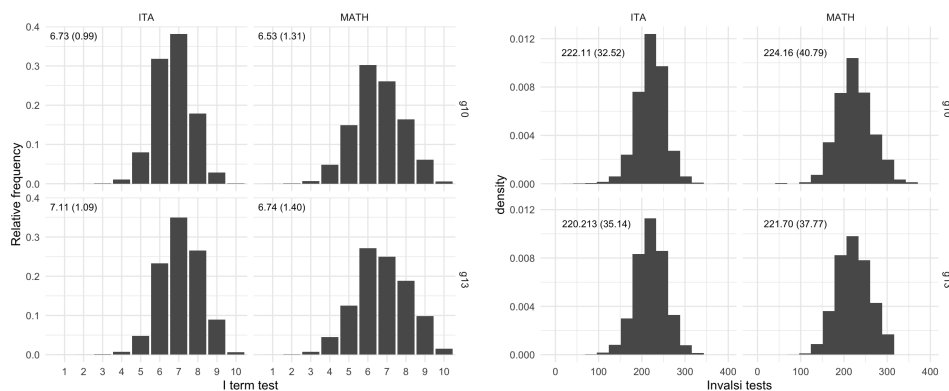 ITA MATH
6.73 (0.99) 6.53 (1.31)
0.4
0.3
0.2
0.1
0.0
g10
7.11 (1.09) 6.74 (1.40)
0.4
0.3
0.2
0.1
0.0
g13
Relative frequency
1 2 3 4 5 6 7 8 9 10 1 2 3 4 5 6 7 8 9 10
I term test
ITA MATH
222.11 (32.52) 224.16 (40.79)
0.012
0.008
0.004
0.000
g10
220.213 (35.14) 221.70 (37.77)
0.012
0.008
0.004
0.000
g13
density
0 100 200 300 400 0 100 200 300 400
Invalsi tests